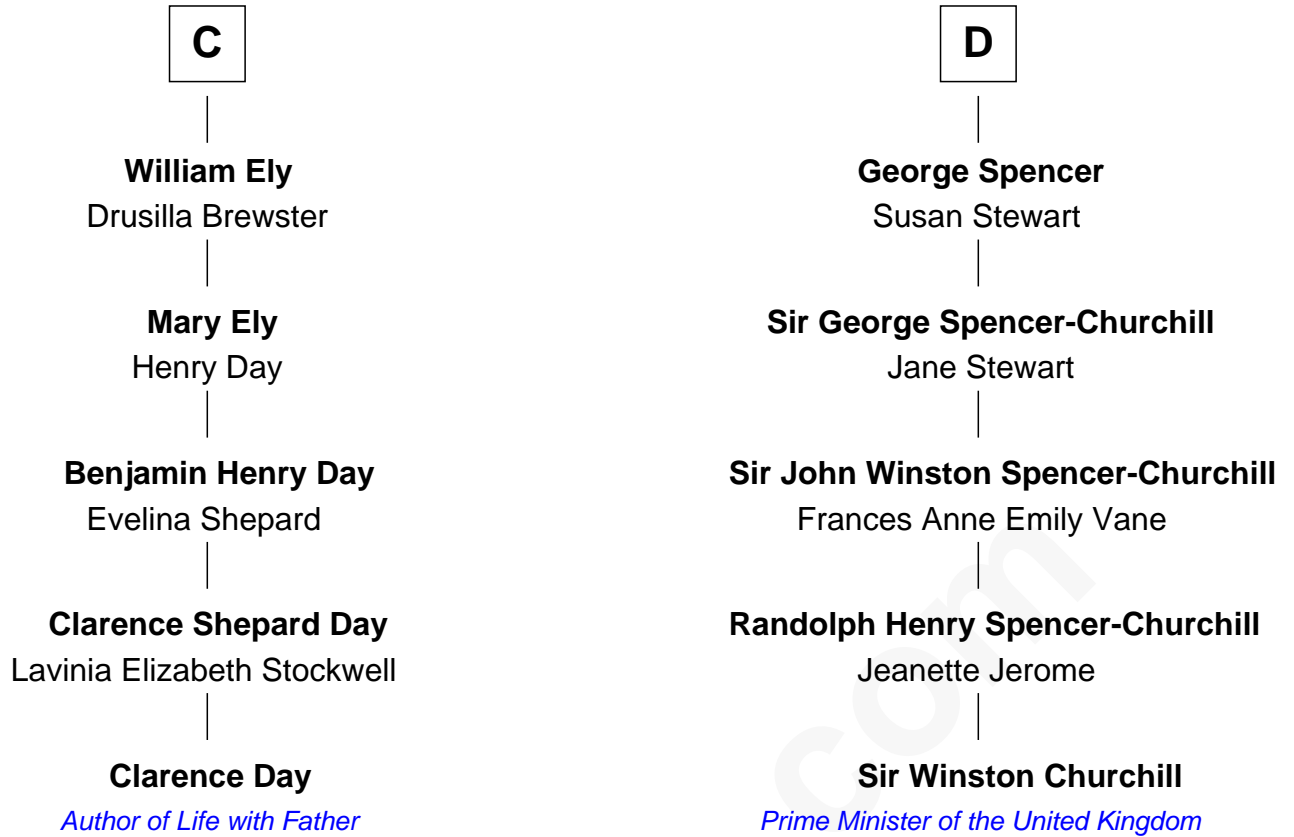 C
William Ely
Drusilla Brewster
Mary Ely
Henry Day
Benjamin Henry Day
Evelina Shepard
Clarence Shepard Day
Lavinia Elizabeth Stockwell
Clarence Day
Author of Life with Father
D
George Spencer
Susan Stewart
Sir George Spencer-Churchill
Jane Stewart
Sir John Winston Spencer-Churchill
Frances Anne Emily Vane
Randolph Henry Spencer-Churchill
Jeanette Jerome
Sir Winston Churchill
Prime Minister of the United Kingdom
com